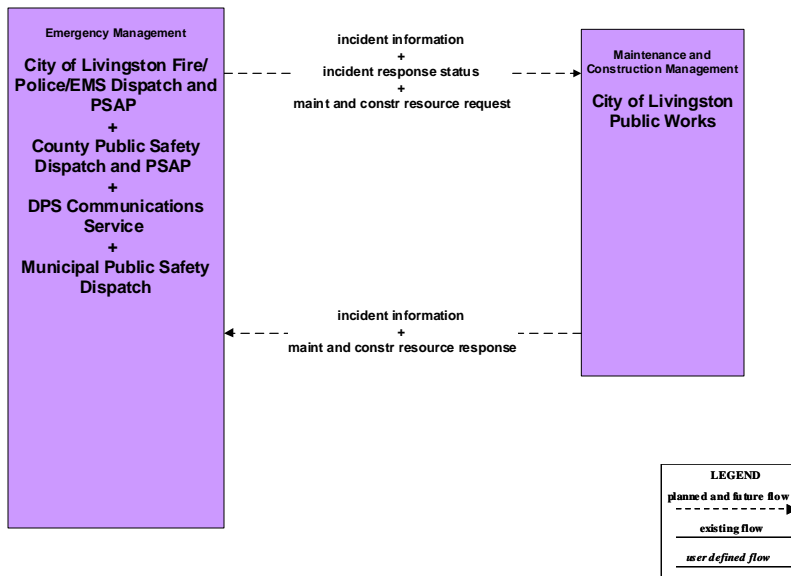 Emergency Management
City of Livingston Fire/
Police/EMS Dispatch and
PSAP
+
County Public Safety
Dispatch and PSAP
+
DPS Communications
Service
+
Municipal Public Safety
Dispatch
incident information
+
incident response status
+
maint and constr resource request
Maintenance and
Construction Management
City of Livingston
Public Works
incident information
+
maint and constr resource response
LEGEND
planned and future flow
existing flow
user defined flow